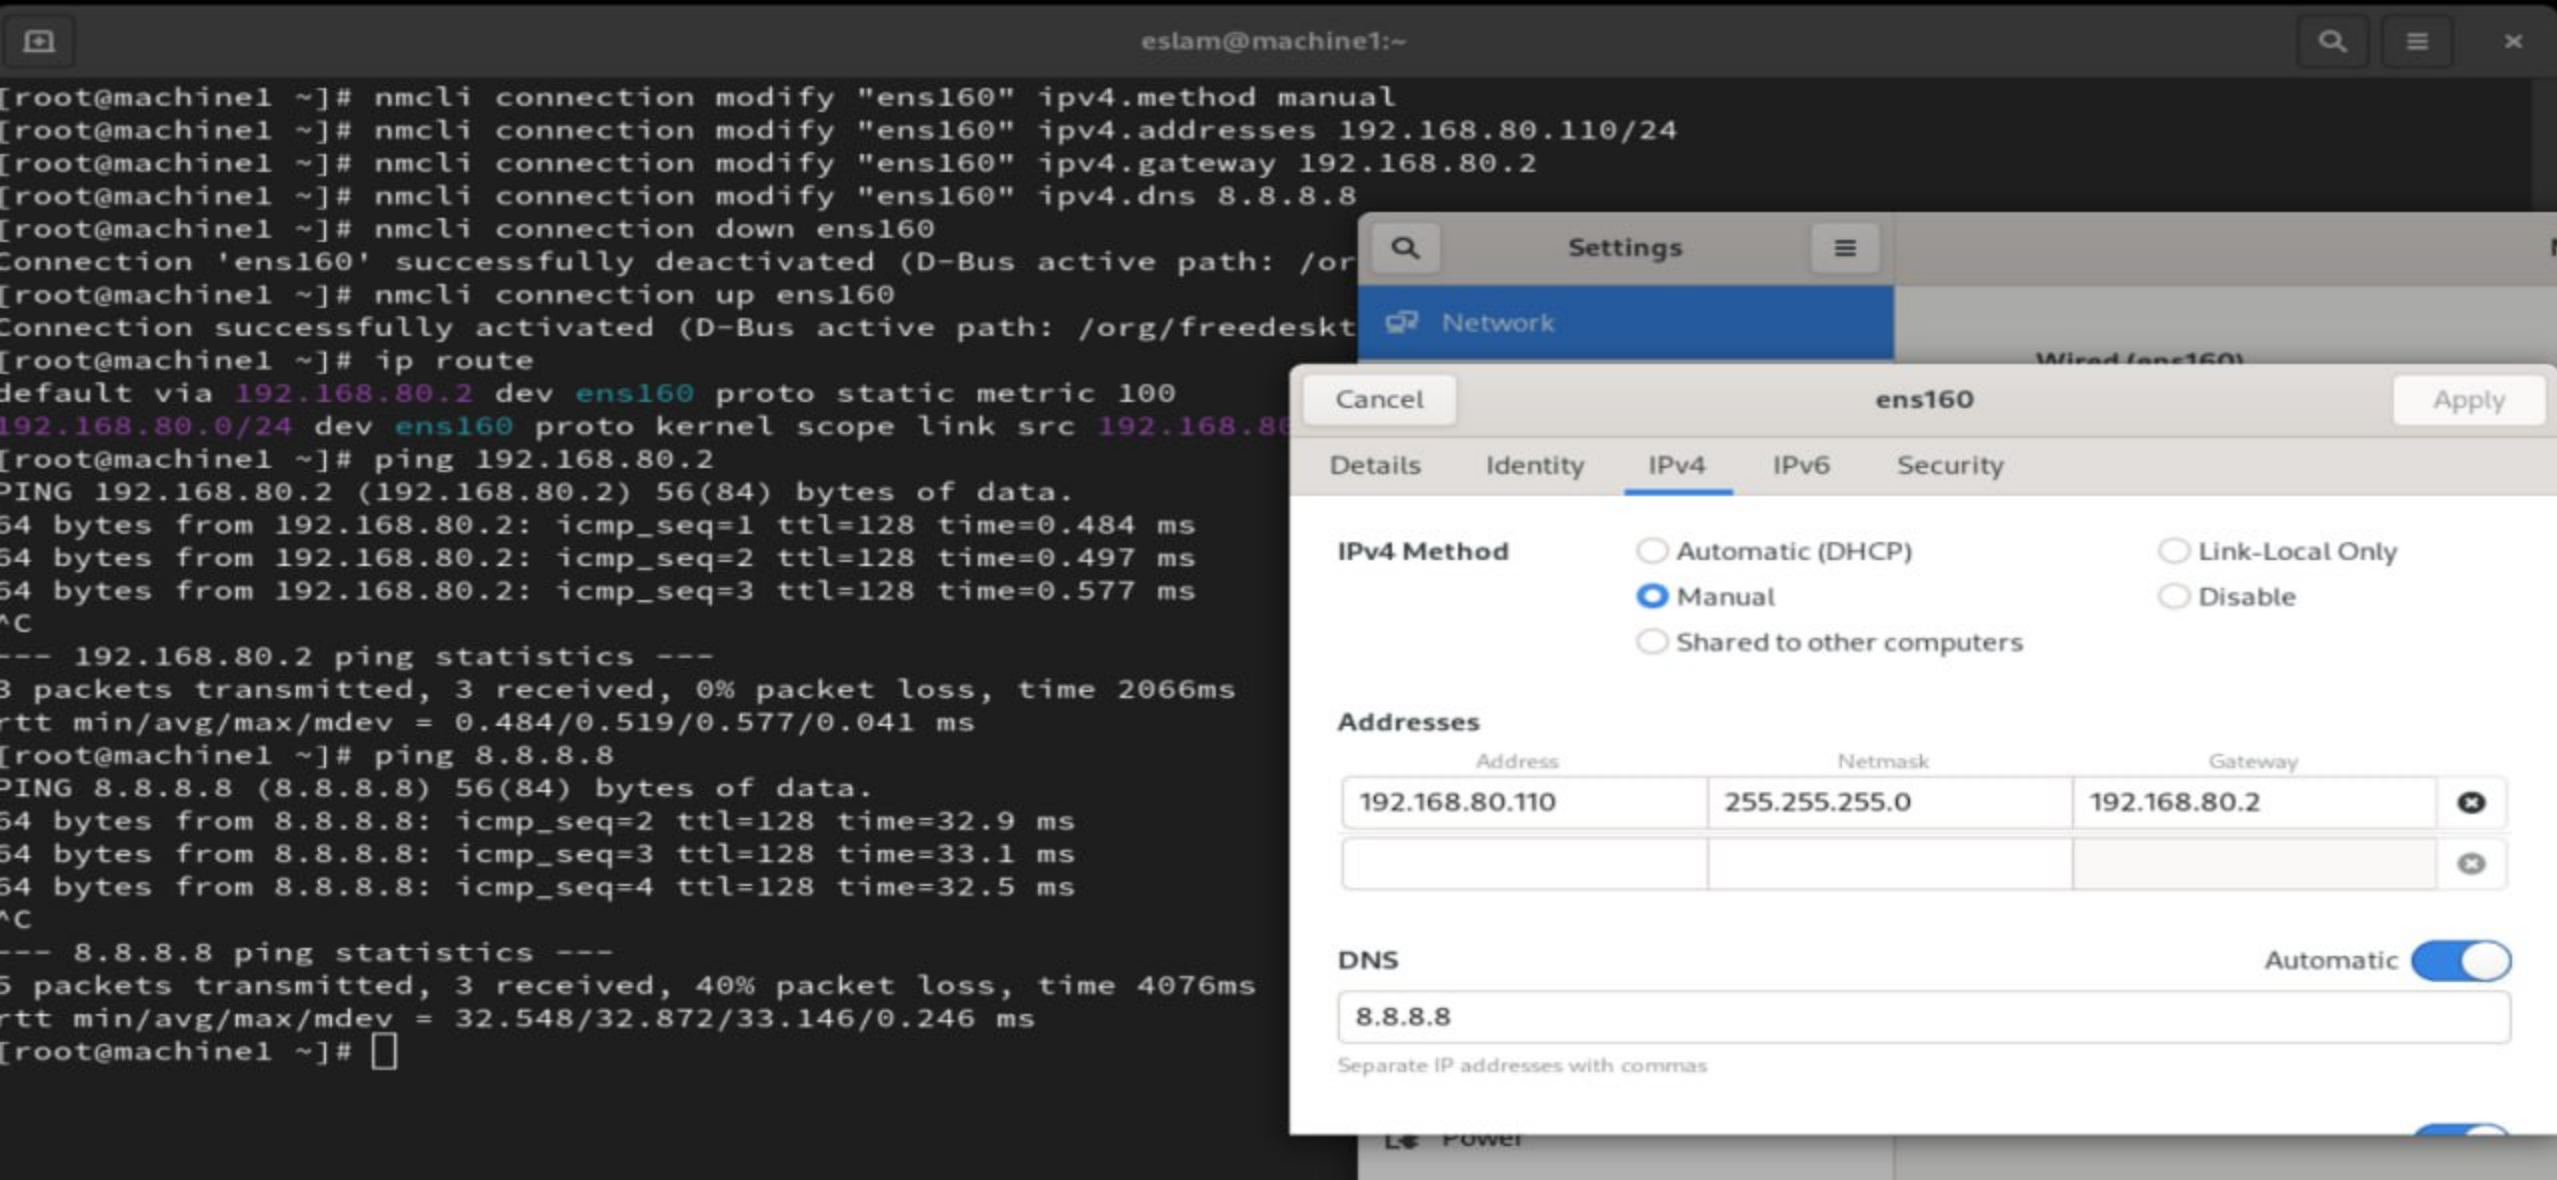 eslam@machine1:~
[root@machine1 ~]# nmcli connection modify "ens160" ipv4.method manual
[root@machine1 ~]# nmcli connection modify "ens160" ipv4.addresses 192.168.80.110/24
[root@machine1 ~]# nmcli connection modify "ens160" ipv4.gateway 192.168.80.2
[root@machine1 ~]# nmcli connection modify "ens160" ipv4.dns 8.8.8.8
[root@machine1 ~]# nmcli connection down ens160
Connection 'ens160' successfully deactivated (D-Bus active path: /or
[root@machine1 ~]# nmcli connection up ens160
Connection successfully activated (D-Bus active path: /org/freedeskt
[root@machine1 ~]# ip route
default via 192.168.80.2 dev ens160 proto static metric 100
192.168.80.0/24 dev ens160 proto kernel scope link src 192.168.80
[root@machine1 ~]# ping 192.168.80.2
PING 192.168.80.2 (192.168.80.2) 56(84) bytes of data.
64 bytes from 192.168.80.2: icmp_seq=1 ttl=128 time=0.484 ms
64 bytes from 192.168.80.2: icmp_seq=2 ttl=128 time=0.497 ms
64 bytes from 192.168.80.2: icmp_seq=3 ttl=128 time=0.577 ms
^C
--- 192.168.80.2 ping statistics ---
3 packets transmitted, 3 received, 0% packet loss, time 2066ms
rtt min/avg/max/mdev = 0.484/0.519/0.577/0.041 ms
[root@machine1 ~]# ping 8.8.8.8
PING 8.8.8.8 (8.8.8.8) 56(84) bytes of data.
64 bytes from 8.8.8.8: icmp_seq=2 ttl=128 time=32.9 ms
64 bytes from 8.8.8.8: icmp_seq=3 ttl=128 time=33.1 ms
64 bytes from 8.8.8.8: icmp_seq=4 ttl=128 time=32.5 ms
^C
--- 8.8.8.8 ping statistics ---
5 packets transmitted, 3 received, 40% packet loss, time 4076ms
rtt min/avg/max/mdev = 32.548/32.872/33.146/0.246 ms
[root@machine1 ~]#
Settings
Network
Wired (ens160)
Cancel ens160 Apply
Details Identity IPv4 IPv6 Security
IPv4 Method Automatic (DHCP) Link-Local Only
Manual Disable
Shared to other computers
Addresses
Address Netmask Gateway
192.168.80.110 255.255.255.0 192.168.80.2
DNS Automatic
8.8.8.8
Separate IP addresses with commas
Power